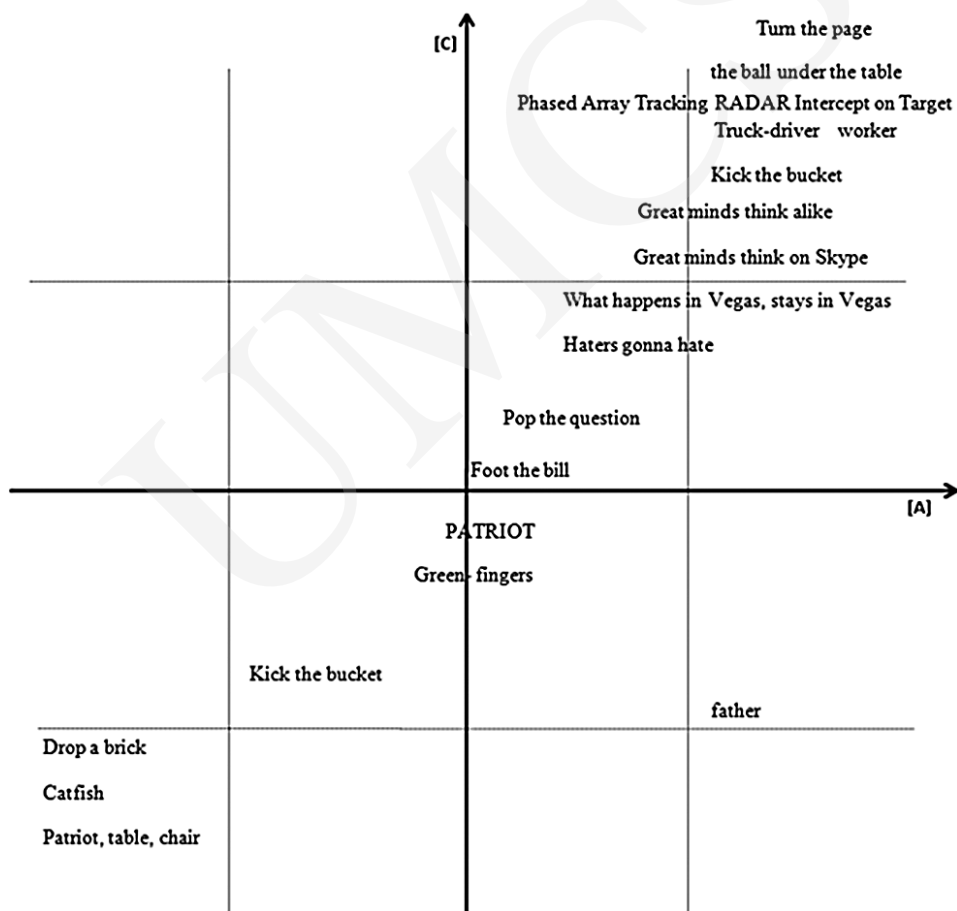 [C]
Turn the page
the ball under the table
Phased Array Tracking RADAR Intercept on Target
Truck-driver worker
Kick the bucket
Great minds think alike
Great minds think on Skype
What happens in Vegas, stays in Vegas
Haters gonna hate
Pop the question
Foot the bill
[A]
PATRIOT
Green- fingers
Kick the bucket
father
Drop a brick
Catfish
Patriot, table, chair
UMCS